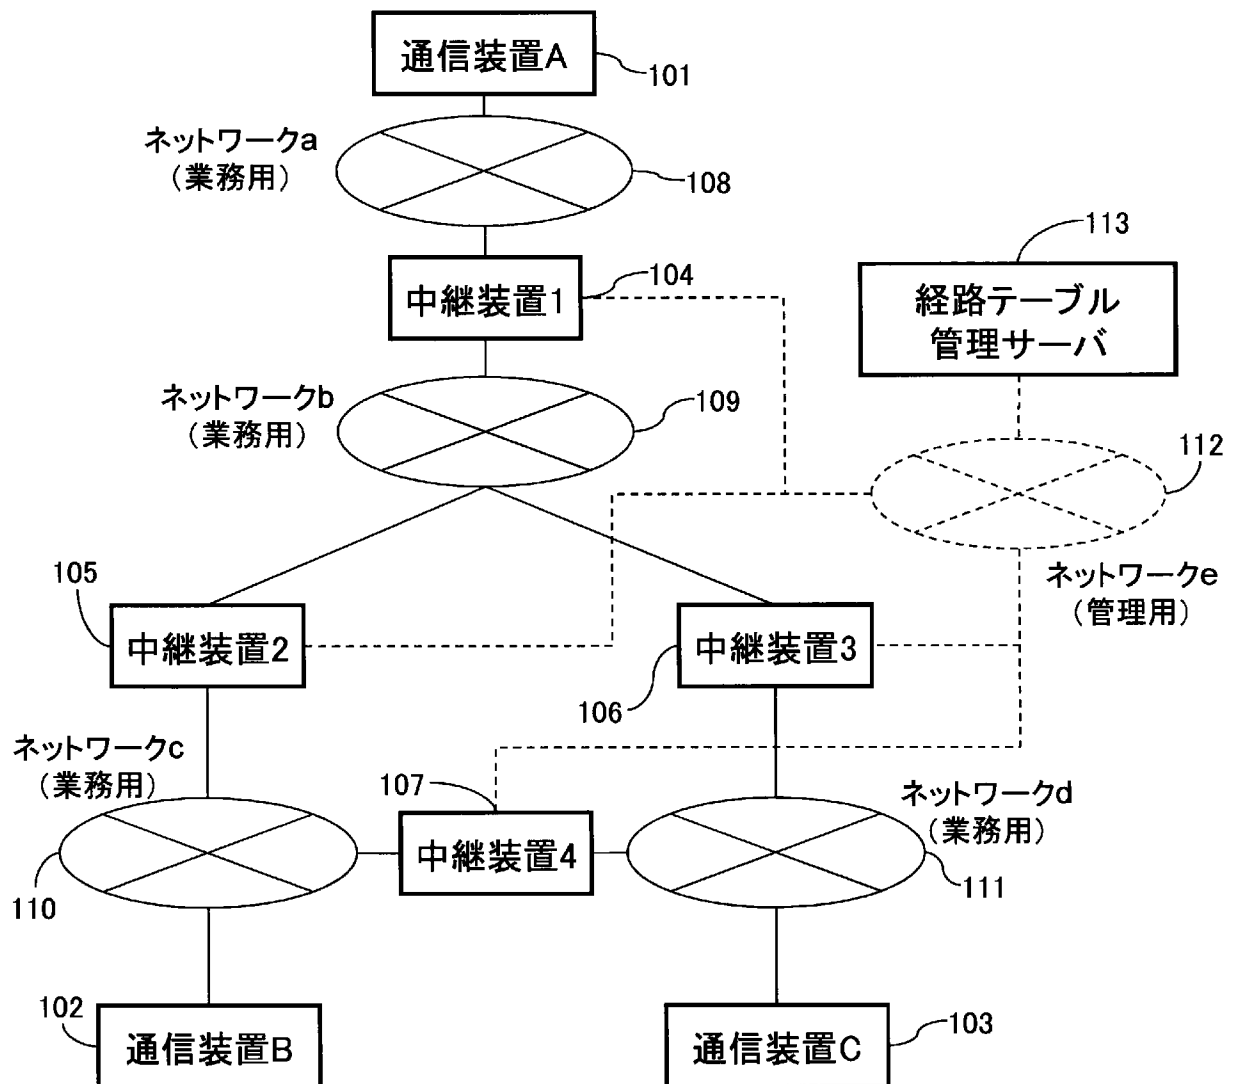 通信装置A
101
ネットワークa
(業務用)
108
113
中継装置1
104
経路テーブル
管理サーバ
ネットワークb
(業務用)
109
112
ネットワークe
(管理用)
105
中継装置2
中継装置3
106
ネットワークc
(業務用)
107
ネットワークd
(業務用)
中継装置4
110
111
102
通信装置B
通信装置C
103